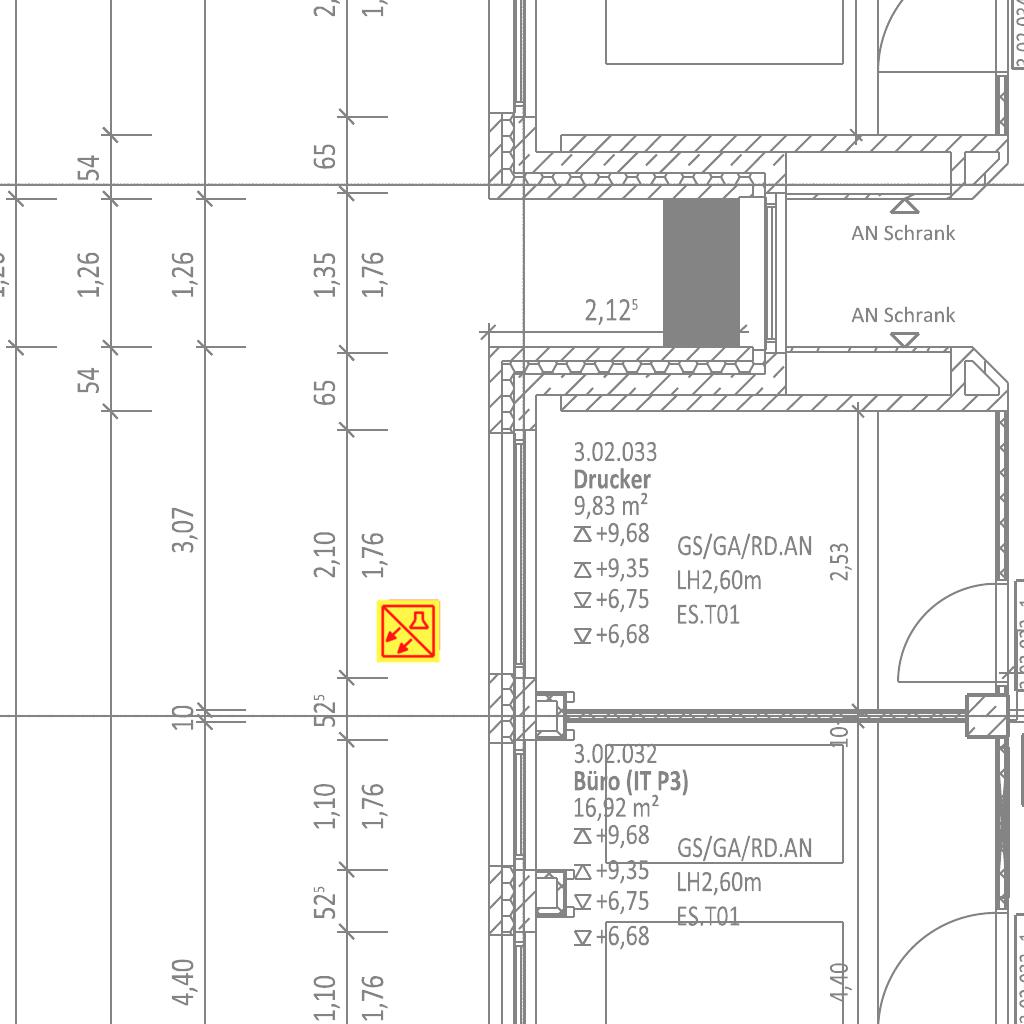 54
65
1,26
1,26
1,35
1,76
AN Schrank
AN Schrank
2,12⁵
54
65
3.02.033
Drucker
9,83 m²
+9,68
+9,35
+6,75
+6,68
GS/GA/RD.AN
LH2,60m
ES.T01
2,53
3,07
2,10
1,76
10
52⁵
10
3.02.032
Büro (IT P3)
16,92 m²
+9,68
+9,35
+6,75
+6,68
GS/GA/RD.AN
LH2,60m
ES.T01
1,10
1,76
52⁵
4,40
1,10
1,76
4,40